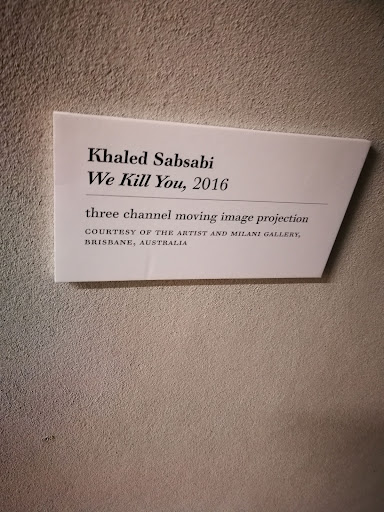 Khaled Sabsabi
We Kill You, 2016
three channel moving image projection
COURTESY OF THE ARTIST AND MILANI GALLERY,
BRISBANE, AUSTRALIA